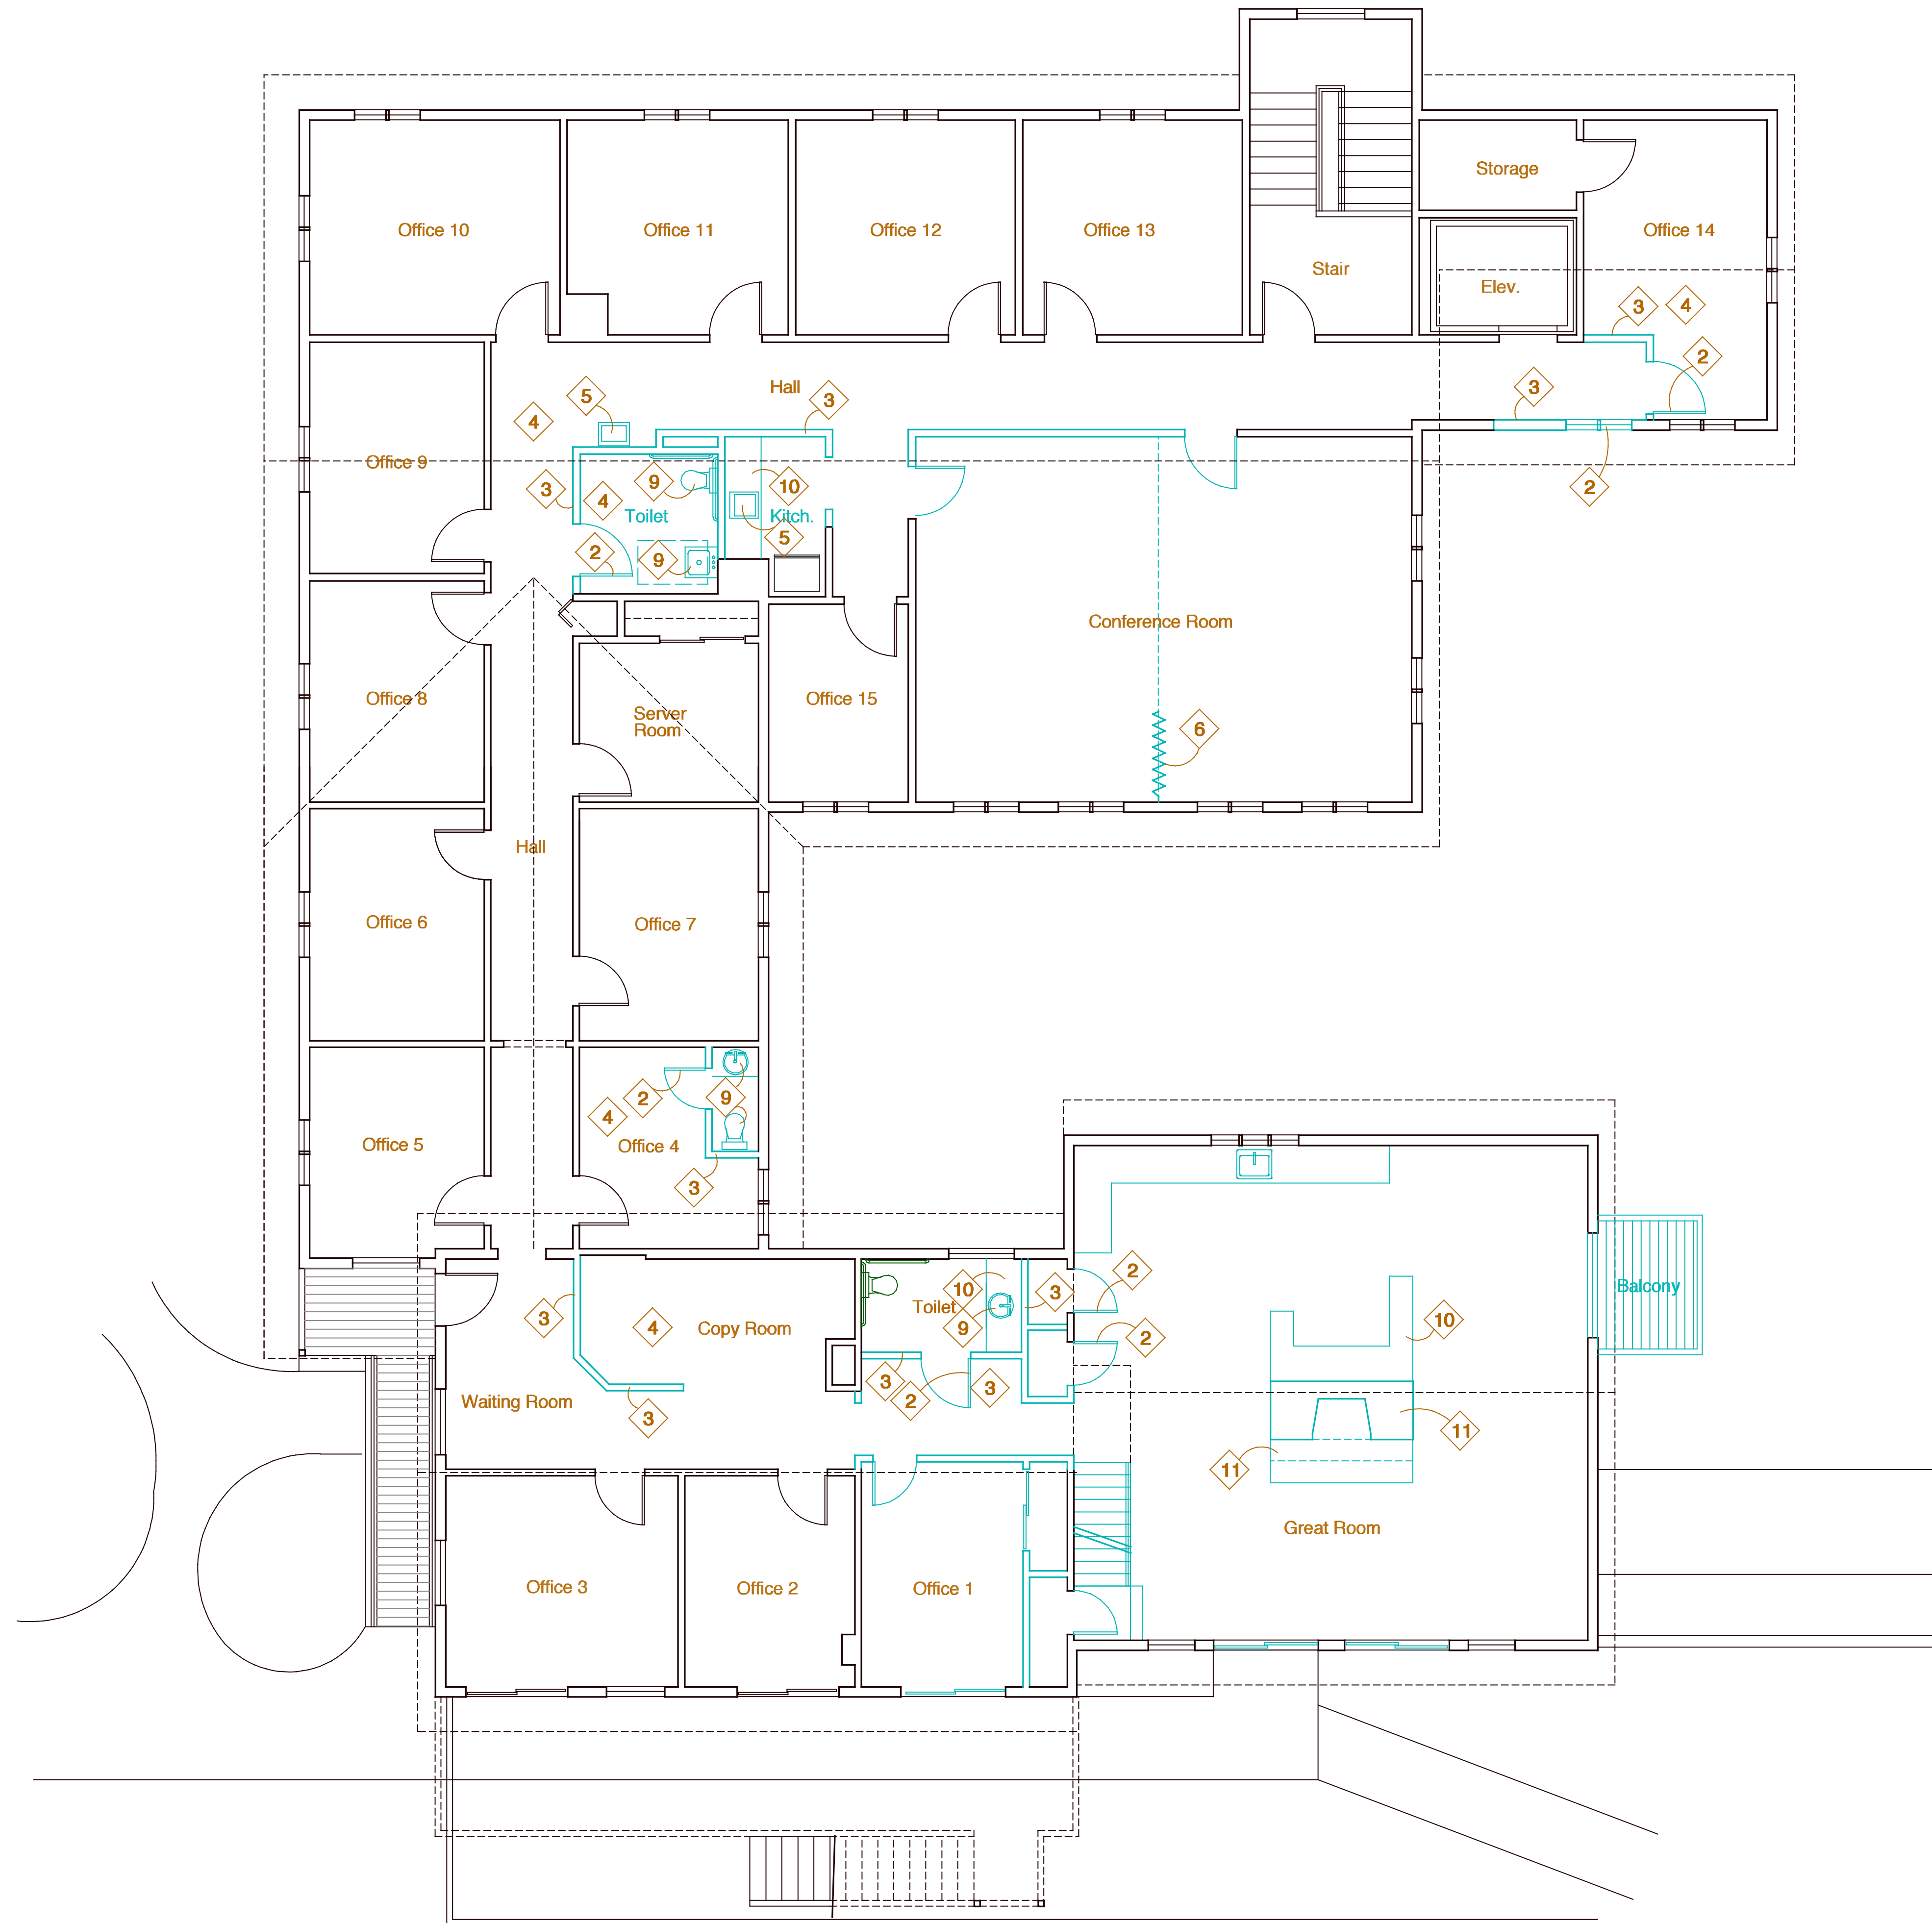 Storage
Office 10
Office 11
Office 12
Office 13
Office 14
Stair
Elev.
3
4
2
Hall
5
3
3
4
Office 9
3
9
10
2
4
Toilet
Kitch.
5
2
9
Conference Room
Office 8
Office 15
Server
Room
6
Hall
Office 6
Office 7
2
9
4
Office 5
Office 4
3
2
10
3
Balcony
Toilet
3
4
Copy Room
9
2
10
3
3
2
Waiting Room
3
11
11
Great Room
Office 3
Office 2
Office 1